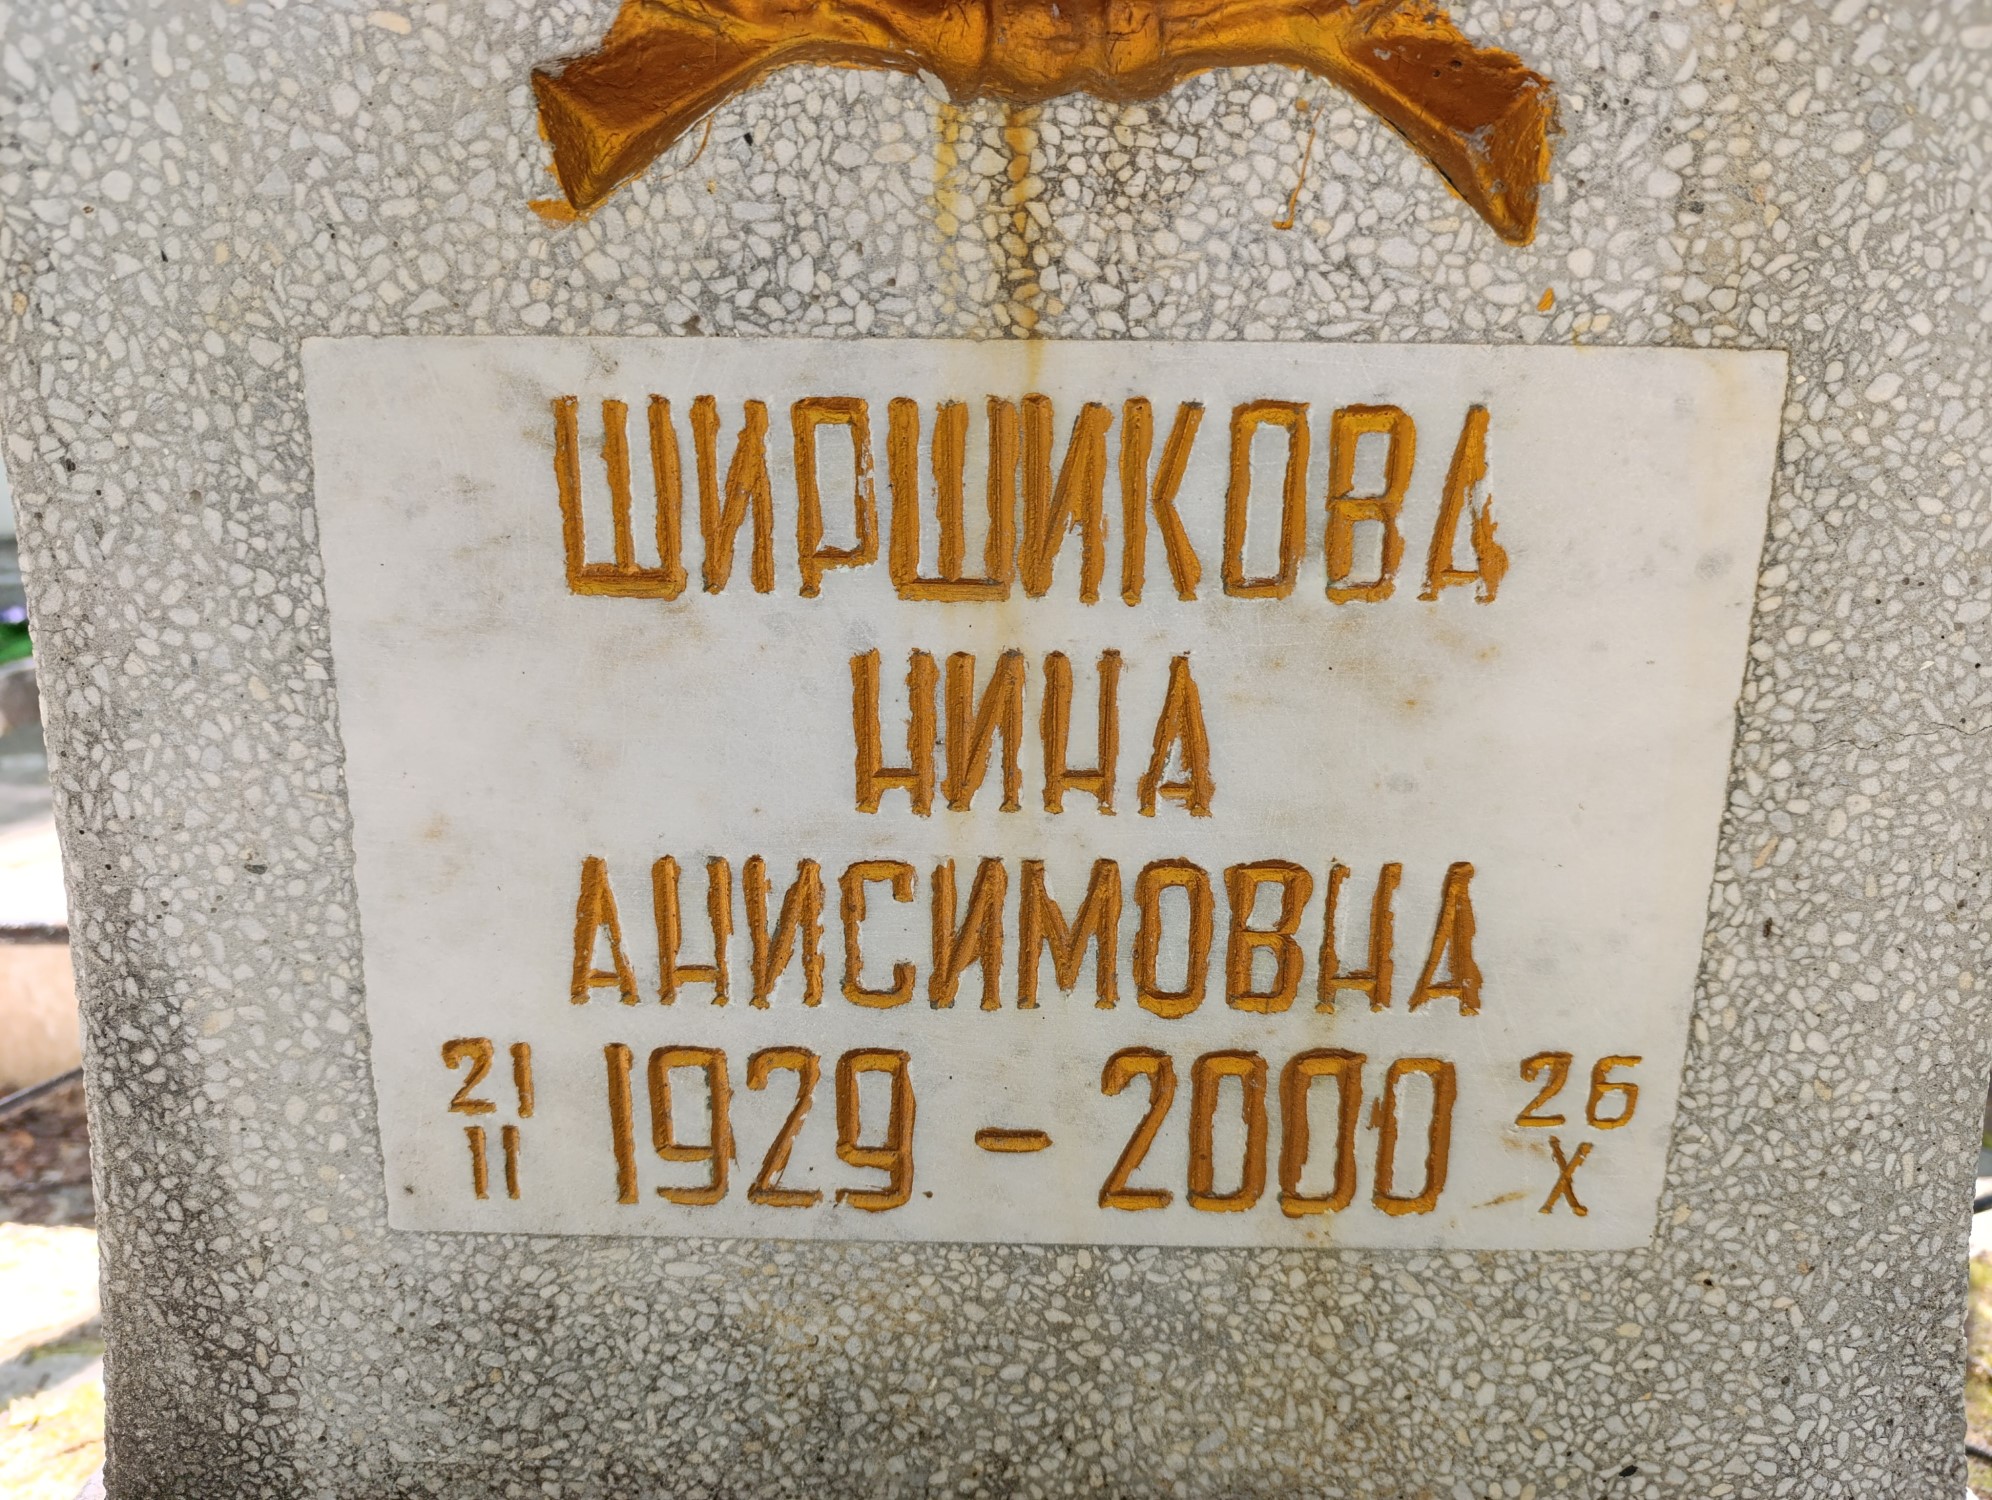 ШИРШИКОВА
НИНА
АНИСИМОВНА
21 II 1929 - 2000 26 X